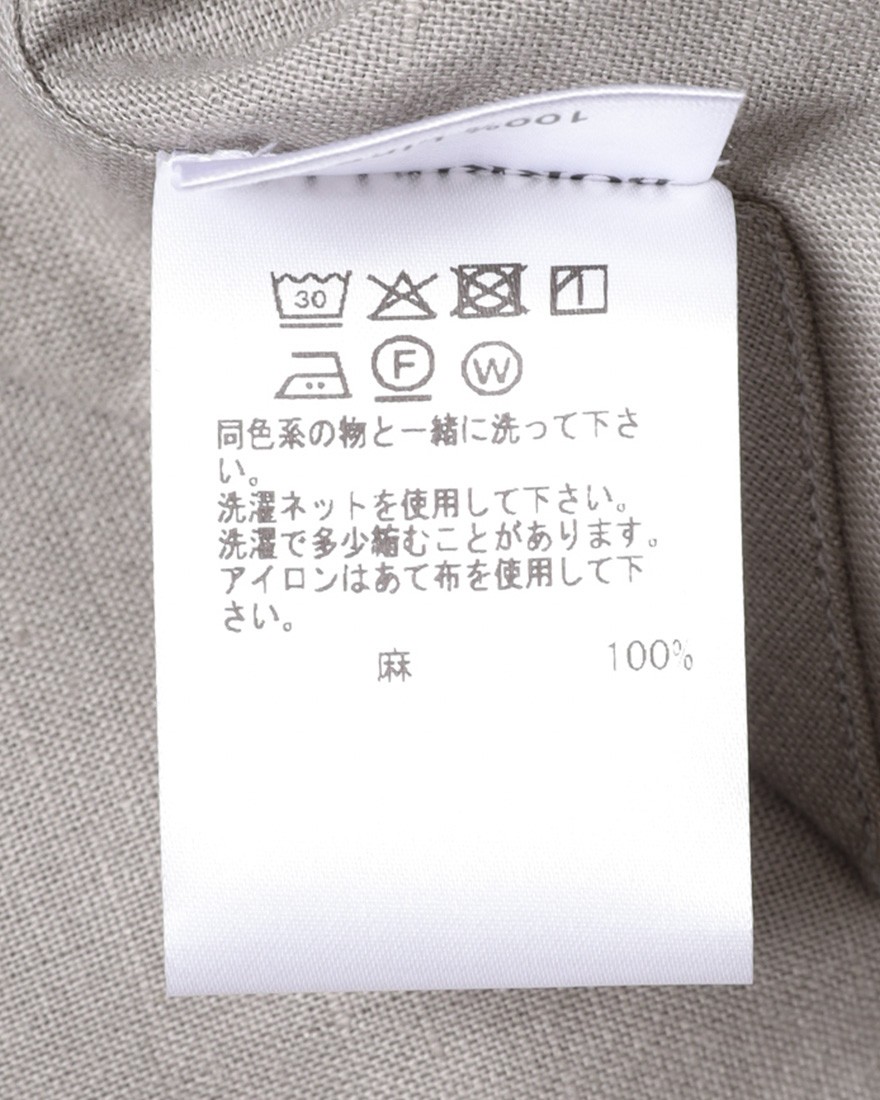 100% Linen
30
F
W
同色系の物と一緒に洗って下さ
い。
洗濯ネットを使用して下さい。
洗濯で多少縮むことがあります。
アイロンはあて布を使用して下
さい。
麻 100%